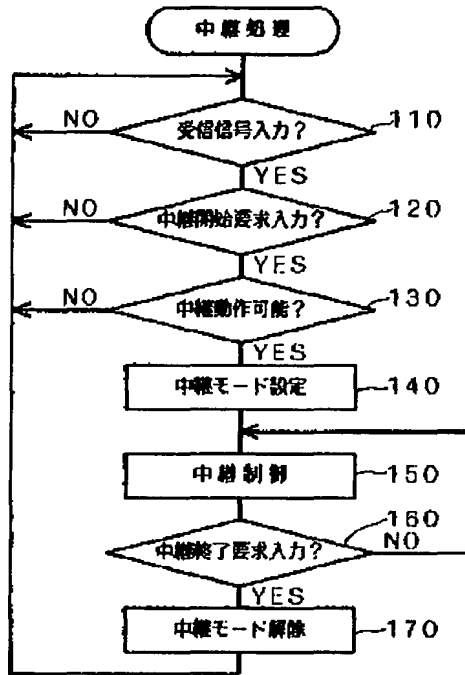 中継処理
NO
受信信号入力？
110
YES
NO
中継開始要求入力？
120
YES
NO
中継動作可能？
130
YES
中継モード設定
140
中継制御
150
160
中継終了要求入力？
NO
YES
中継モード解除
170